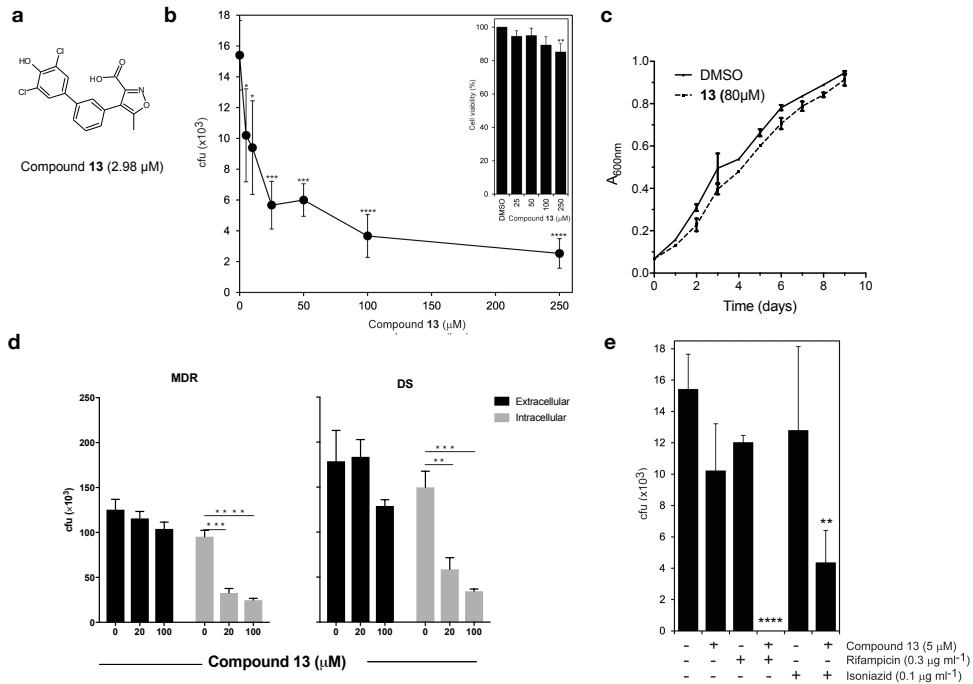 a
Cl
HO
Cl
O
HO
N
O
Compound 13 (2.98 µM)
b
cfu (x10³)
18
16
14
12
10
8
6
4
2
0
0
50
100
150
200
250
Compound 13 (µM)
*
*
***
***
****
****
Cell viability (%)
100
80
60
40
20
0
**
DMSO
25
50
100
250
Compound 13 (µM)
c
A600nm
1.0
0.8
0.6
0.4
0.2
0.0
0 2 4 6 8 10
Time (days)
DMSO
13 (80µM)
d
MDR
DS
Extracellular
Intracellular
cfu (×10³)
250
200
150
100
50
0
* * * *
* * *
* * *
* *
0 20 100 0 20 100
0 20 100 0 20 100
Compound 13 (µM)
e
cfu (x10³)
18
16
14
12
10
8
6
4
2
0
****
**
- + - + - + Compound 13 (5 µM)
- - + + - - Rifampicin (0.3 µg ml⁻¹)
- - - - + + Isoniazid (0.1 µg ml⁻¹)